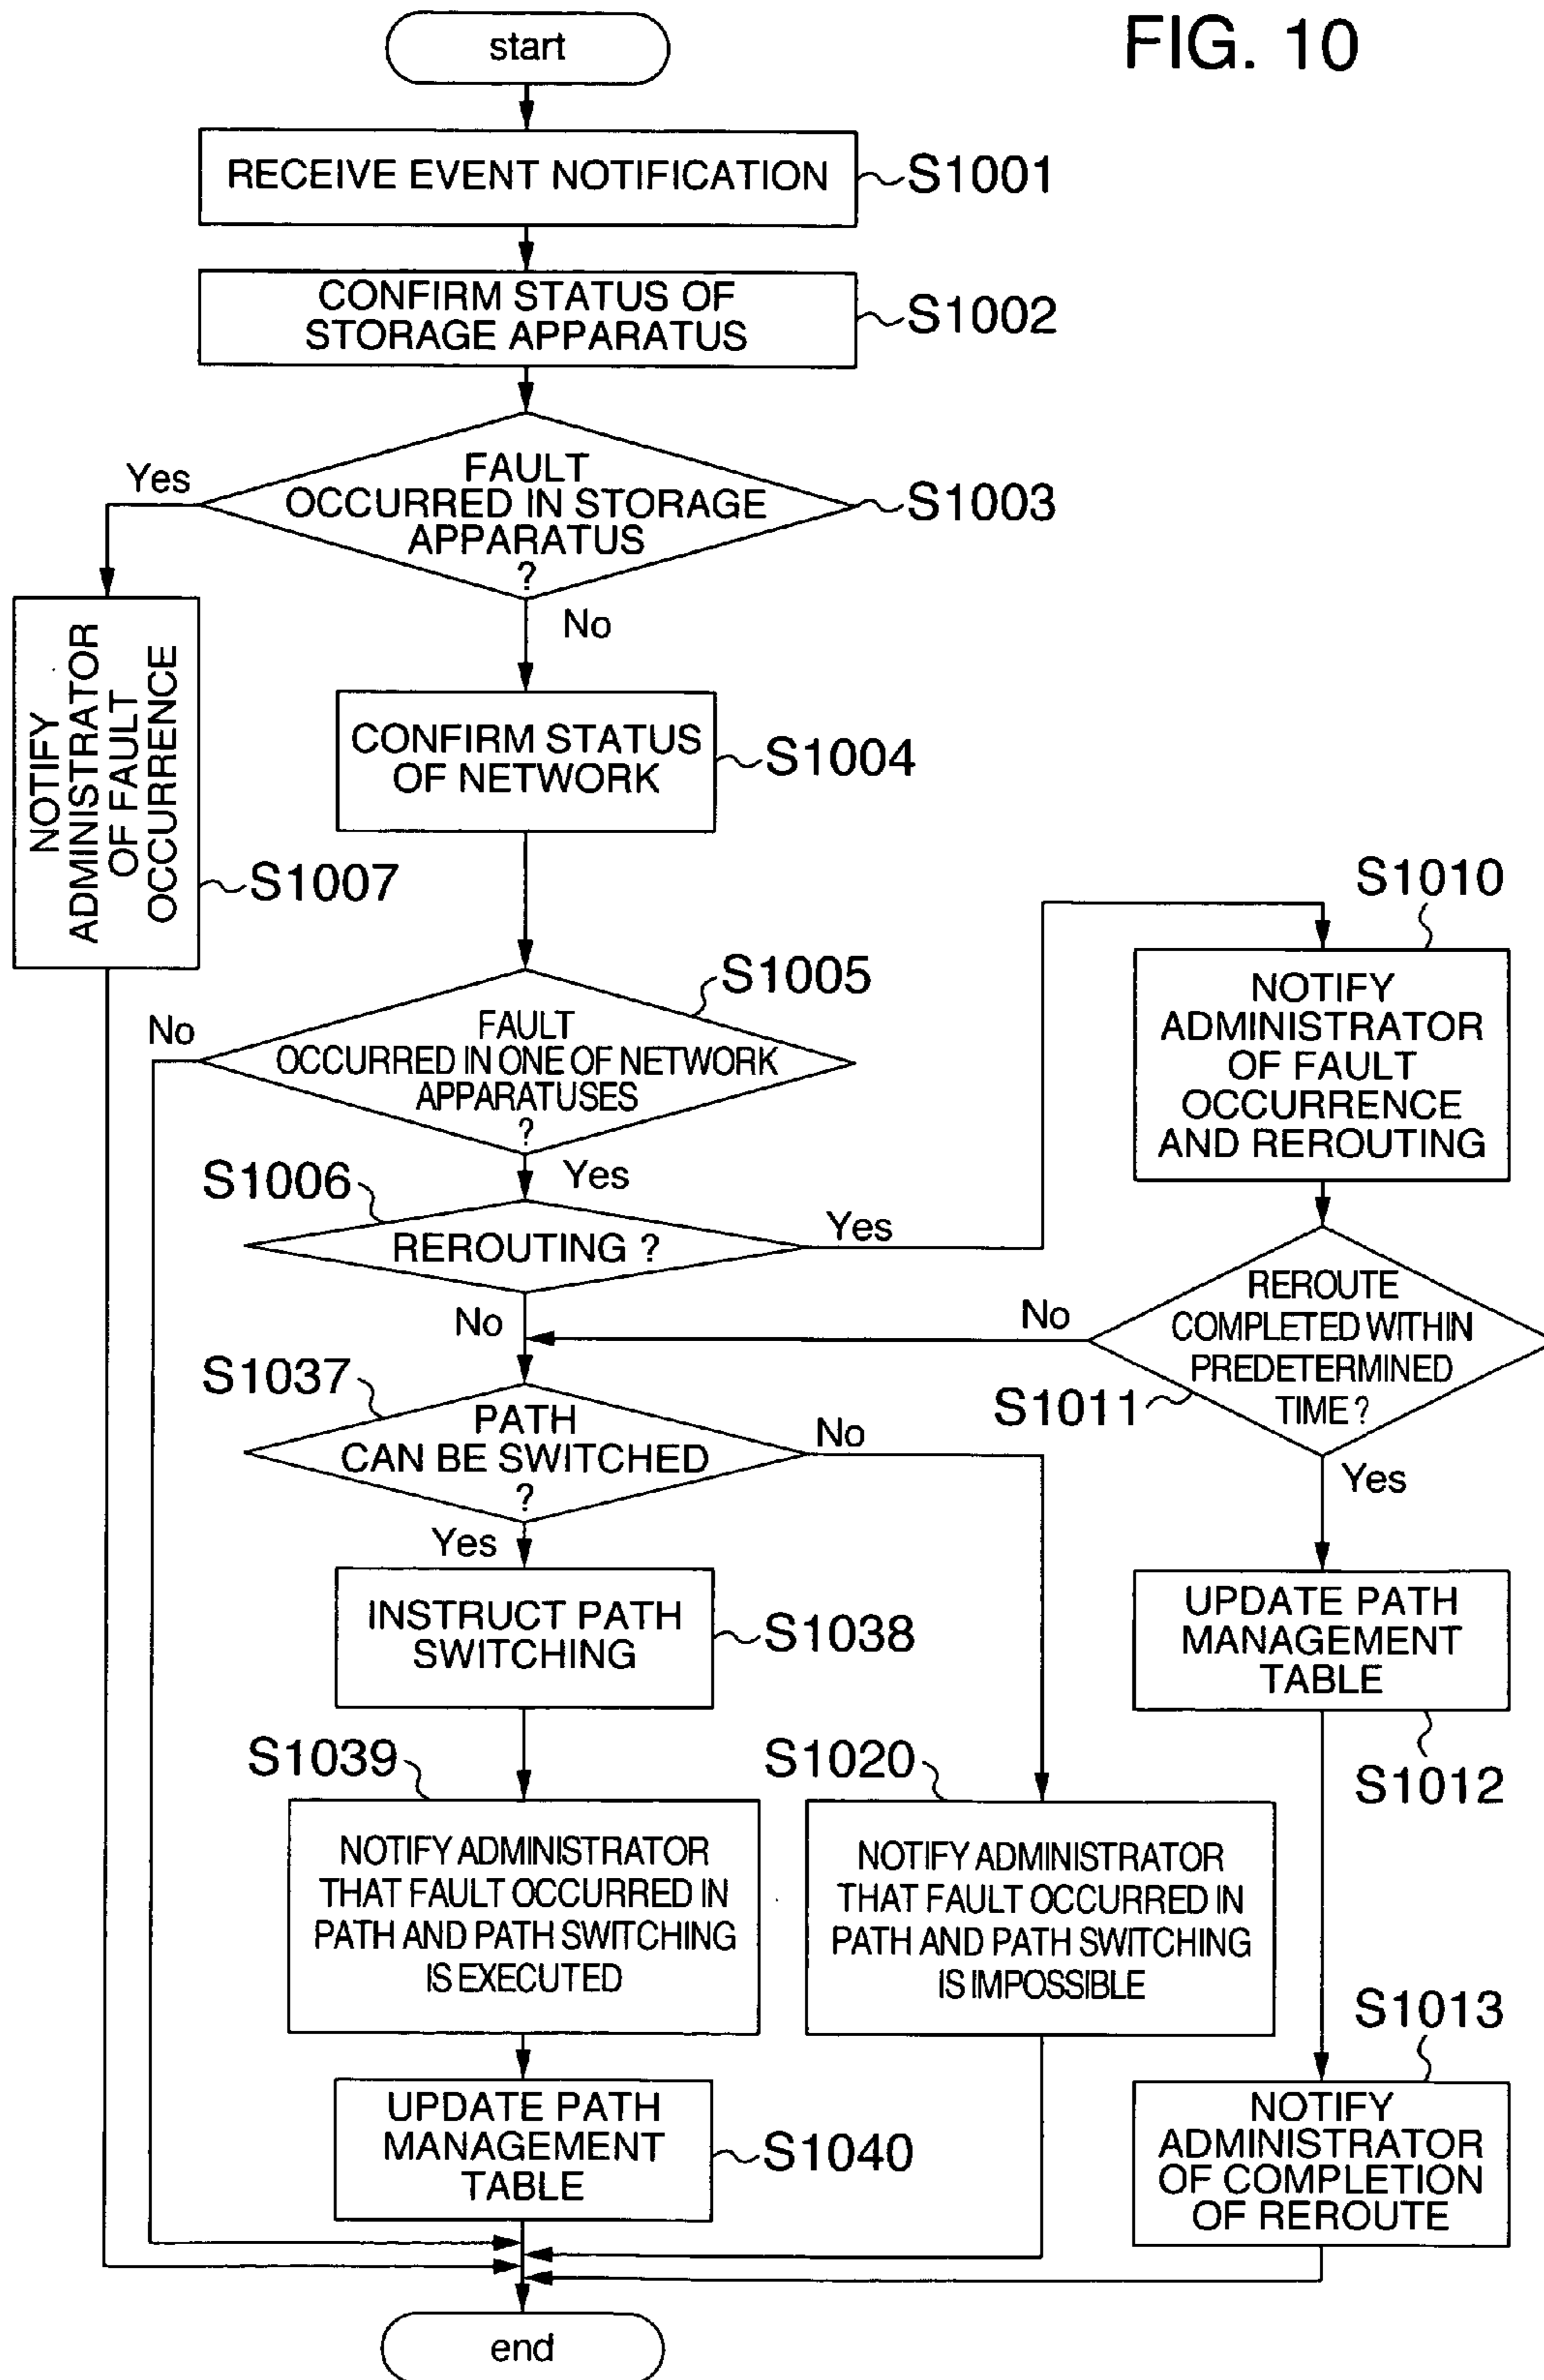 FIG. 10
start
RECEIVE EVENT NOTIFICATION
S1001
CONFIRM STATUS OF
STORAGE APPARATUS
S1002
FAULT
OCCURRED IN STORAGE
APPARATUS
?
S1003
Yes
No
NOTIFY
ADMINISTRATOR
OF FAULT
OCCURRENCE
S1007
CONFIRM STATUS
OF NETWORK
S1004
FAULT
OCCURRED IN ONE OF NETWORK
APPARATUSES
?
S1005
No
Yes
S1006
REROUTING ?
Yes
No
S1010
NOTIFY
ADMINISTRATOR
OF FAULT
OCCURRENCE
AND REROUTING
REROUTE
COMPLETED WITHIN
PREDETERMINED
TIME ?
S1011
No
Yes
S1037
PATH
CAN BE SWITCHED
?
No
Yes
INSTRUCT PATH
SWITCHING
S1038
UPDATE PATH
MANAGEMENT
TABLE
S1012
S1039
NOTIFY ADMINISTRATOR
THAT FAULT OCCURRED IN
PATH AND PATH SWITCHING
IS EXECUTED
S1020
NOTIFY ADMINISTRATOR
THAT FAULT OCCURRED IN
PATH AND PATH SWITCHING
IS IMPOSSIBLE
S1013
NOTIFY
ADMINISTRATOR
OF COMPLETION
OF REROUTE
UPDATE PATH
MANAGEMENT
TABLE
S1040
end